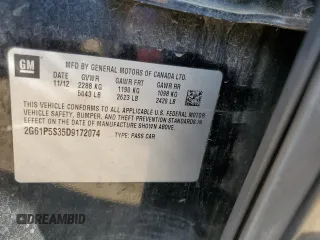 GM
MFD BY GENERAL MOTORS OF CANADA LTD.
DATE GVWR GAWR FRT GAWR RR
11/12 2288 KG 1190 KG 1098 KG
5043 LB 2623 LB 2420 LB
THIS VEHICLE CONFORMS TO ALL APPLICABLE U.S. FEDERAL MOTOR
VEHICLE SAFETY, BUMPER, AND THEFT PREVENTION STANDARDS
IN EFFECT ON THE DATE OF MANUFACTURE SHOWN ABOVE.
2G61P5S35D9172074 TYPE: PASS CAR